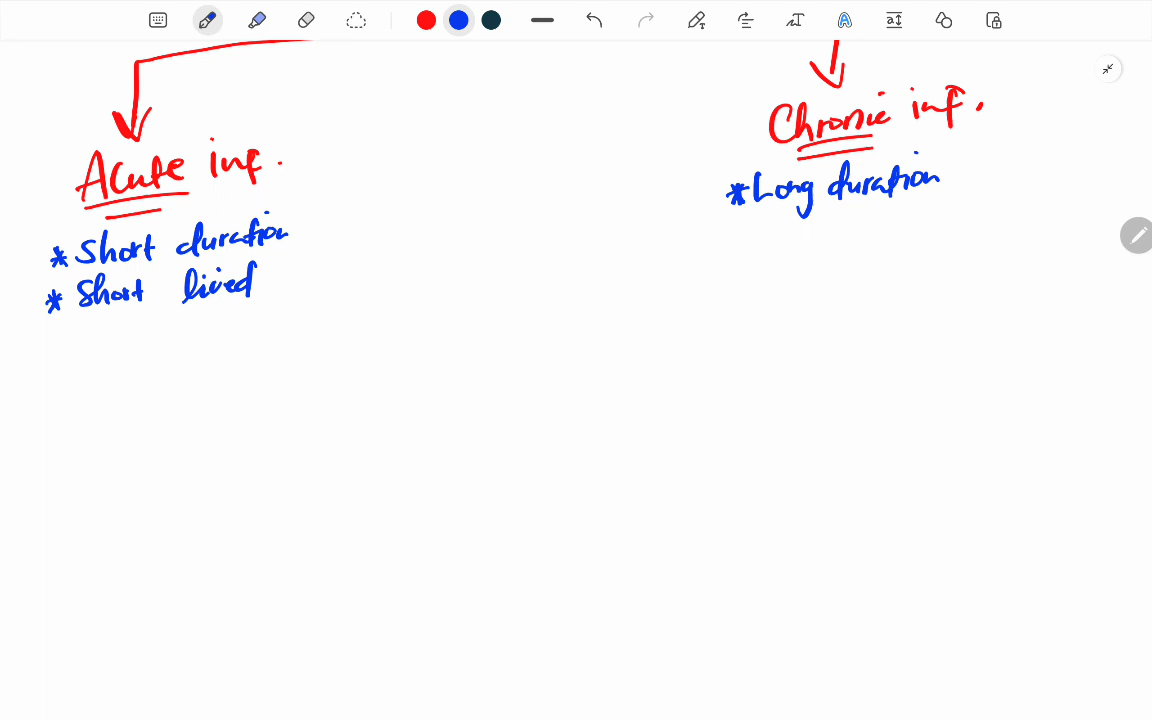 Acute inf.
* Short duration
* Short lived
Chronic inf.
* Long duration